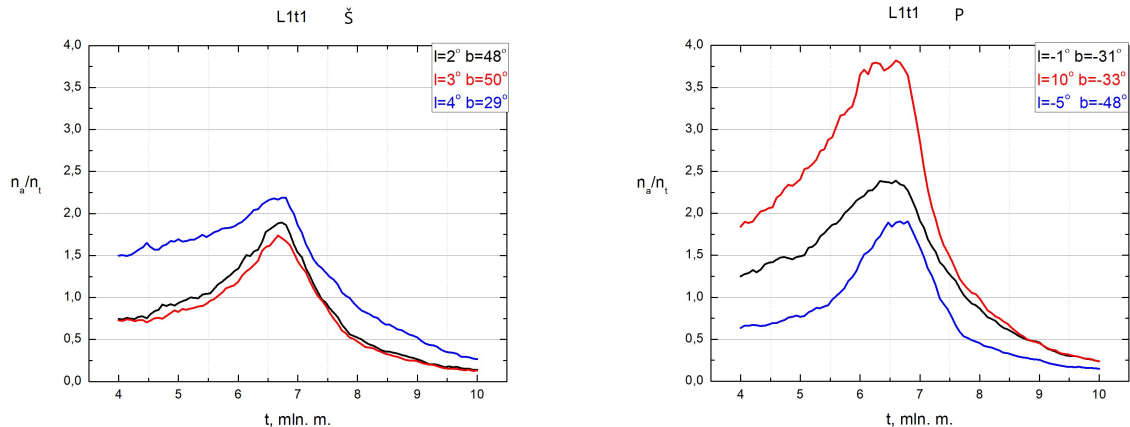 L1t1 Š
4,0
3,5
3,0
2,5
2,0
1,5
1,0
0,5
0,0
nₐ/nₜ
l=2° b=48°
l=3° b=50°
l=4° b=29°
4 5 6 7 8 9 10
t, mln. m.
L1t1 P
4,0
3,5
3,0
2,5
2,0
1,5
1,0
0,5
0,0
nₐ/nₜ
l=-1° b=-31°
l=10° b=-33°
l=-5° b=-48°
4 5 6 7 8 9 10
t, mln. m.